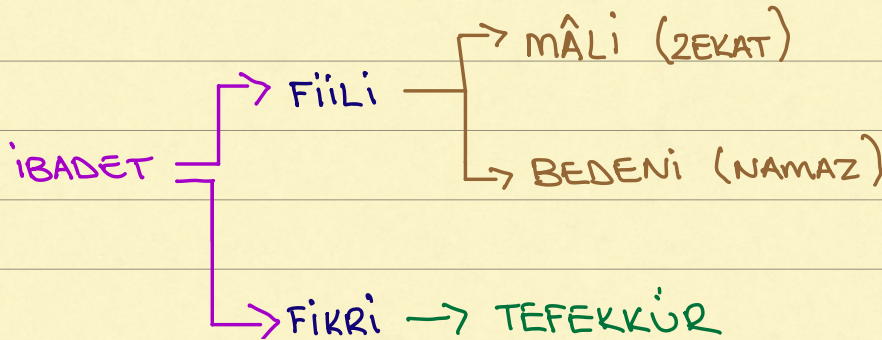 MÂLİ (ZEKAT)
FİİLİ
İBADET
BEDENİ (NAMAZ)
FİKRİ → TEFEKKÜR